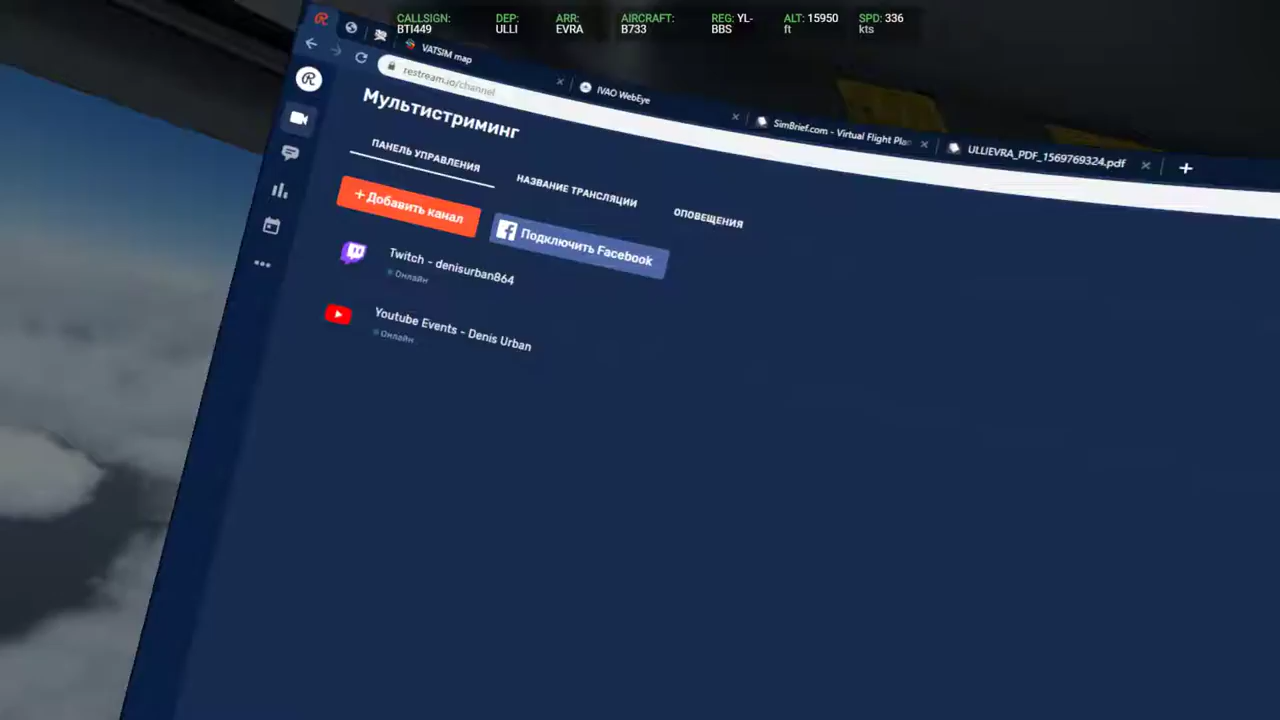 CALLSIGN: BTI449
DEP: ULLI
ARR: EVRA
AIRCRAFT: B733
REG: YL-BBS
ALT: 15950 ft
SPD: 336 kts
VATSIM map
IVAO WebEye
SimBrief.com - Virtual Flight Plan
ULLIEVRA_PDF_1569769324.pdf
restream.io/channel
Мультистриминг
ПАНЕЛЬ УПРАВЛЕНИЯ
НАЗВАНИЕ ТРАНСЛЯЦИИ
ОПОВЕЩЕНИЯ
+ Добавить канал
Подключить Facebook
Twitch - denisurban864
Онлайн
Youtube Events - Denis Urban
Онлайн